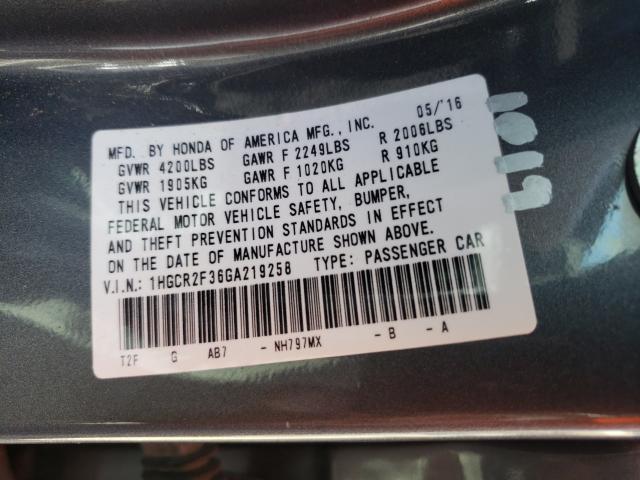 MFD. BY HONDA OF AMERICA MFG., INC. 05/'16
GVWR 4200LBS GAWR F 2249LBS R 2006LBS
GVWR 1905KG GAWR F 1020KG R 910KG
THIS VEHICLE CONFORMS TO ALL APPLICABLE
FEDERAL MOTOR VEHICLE SAFETY, BUMPER,
AND THEFT PREVENTION STANDARDS IN EFFECT
ON THE DATE OF MANUFACTURE SHOWN ABOVE.
V.I.N.: 1HGCR2F36GA219258 TYPE: PASSENGER CAR
T2F G AB7 - NH797MX - B - A